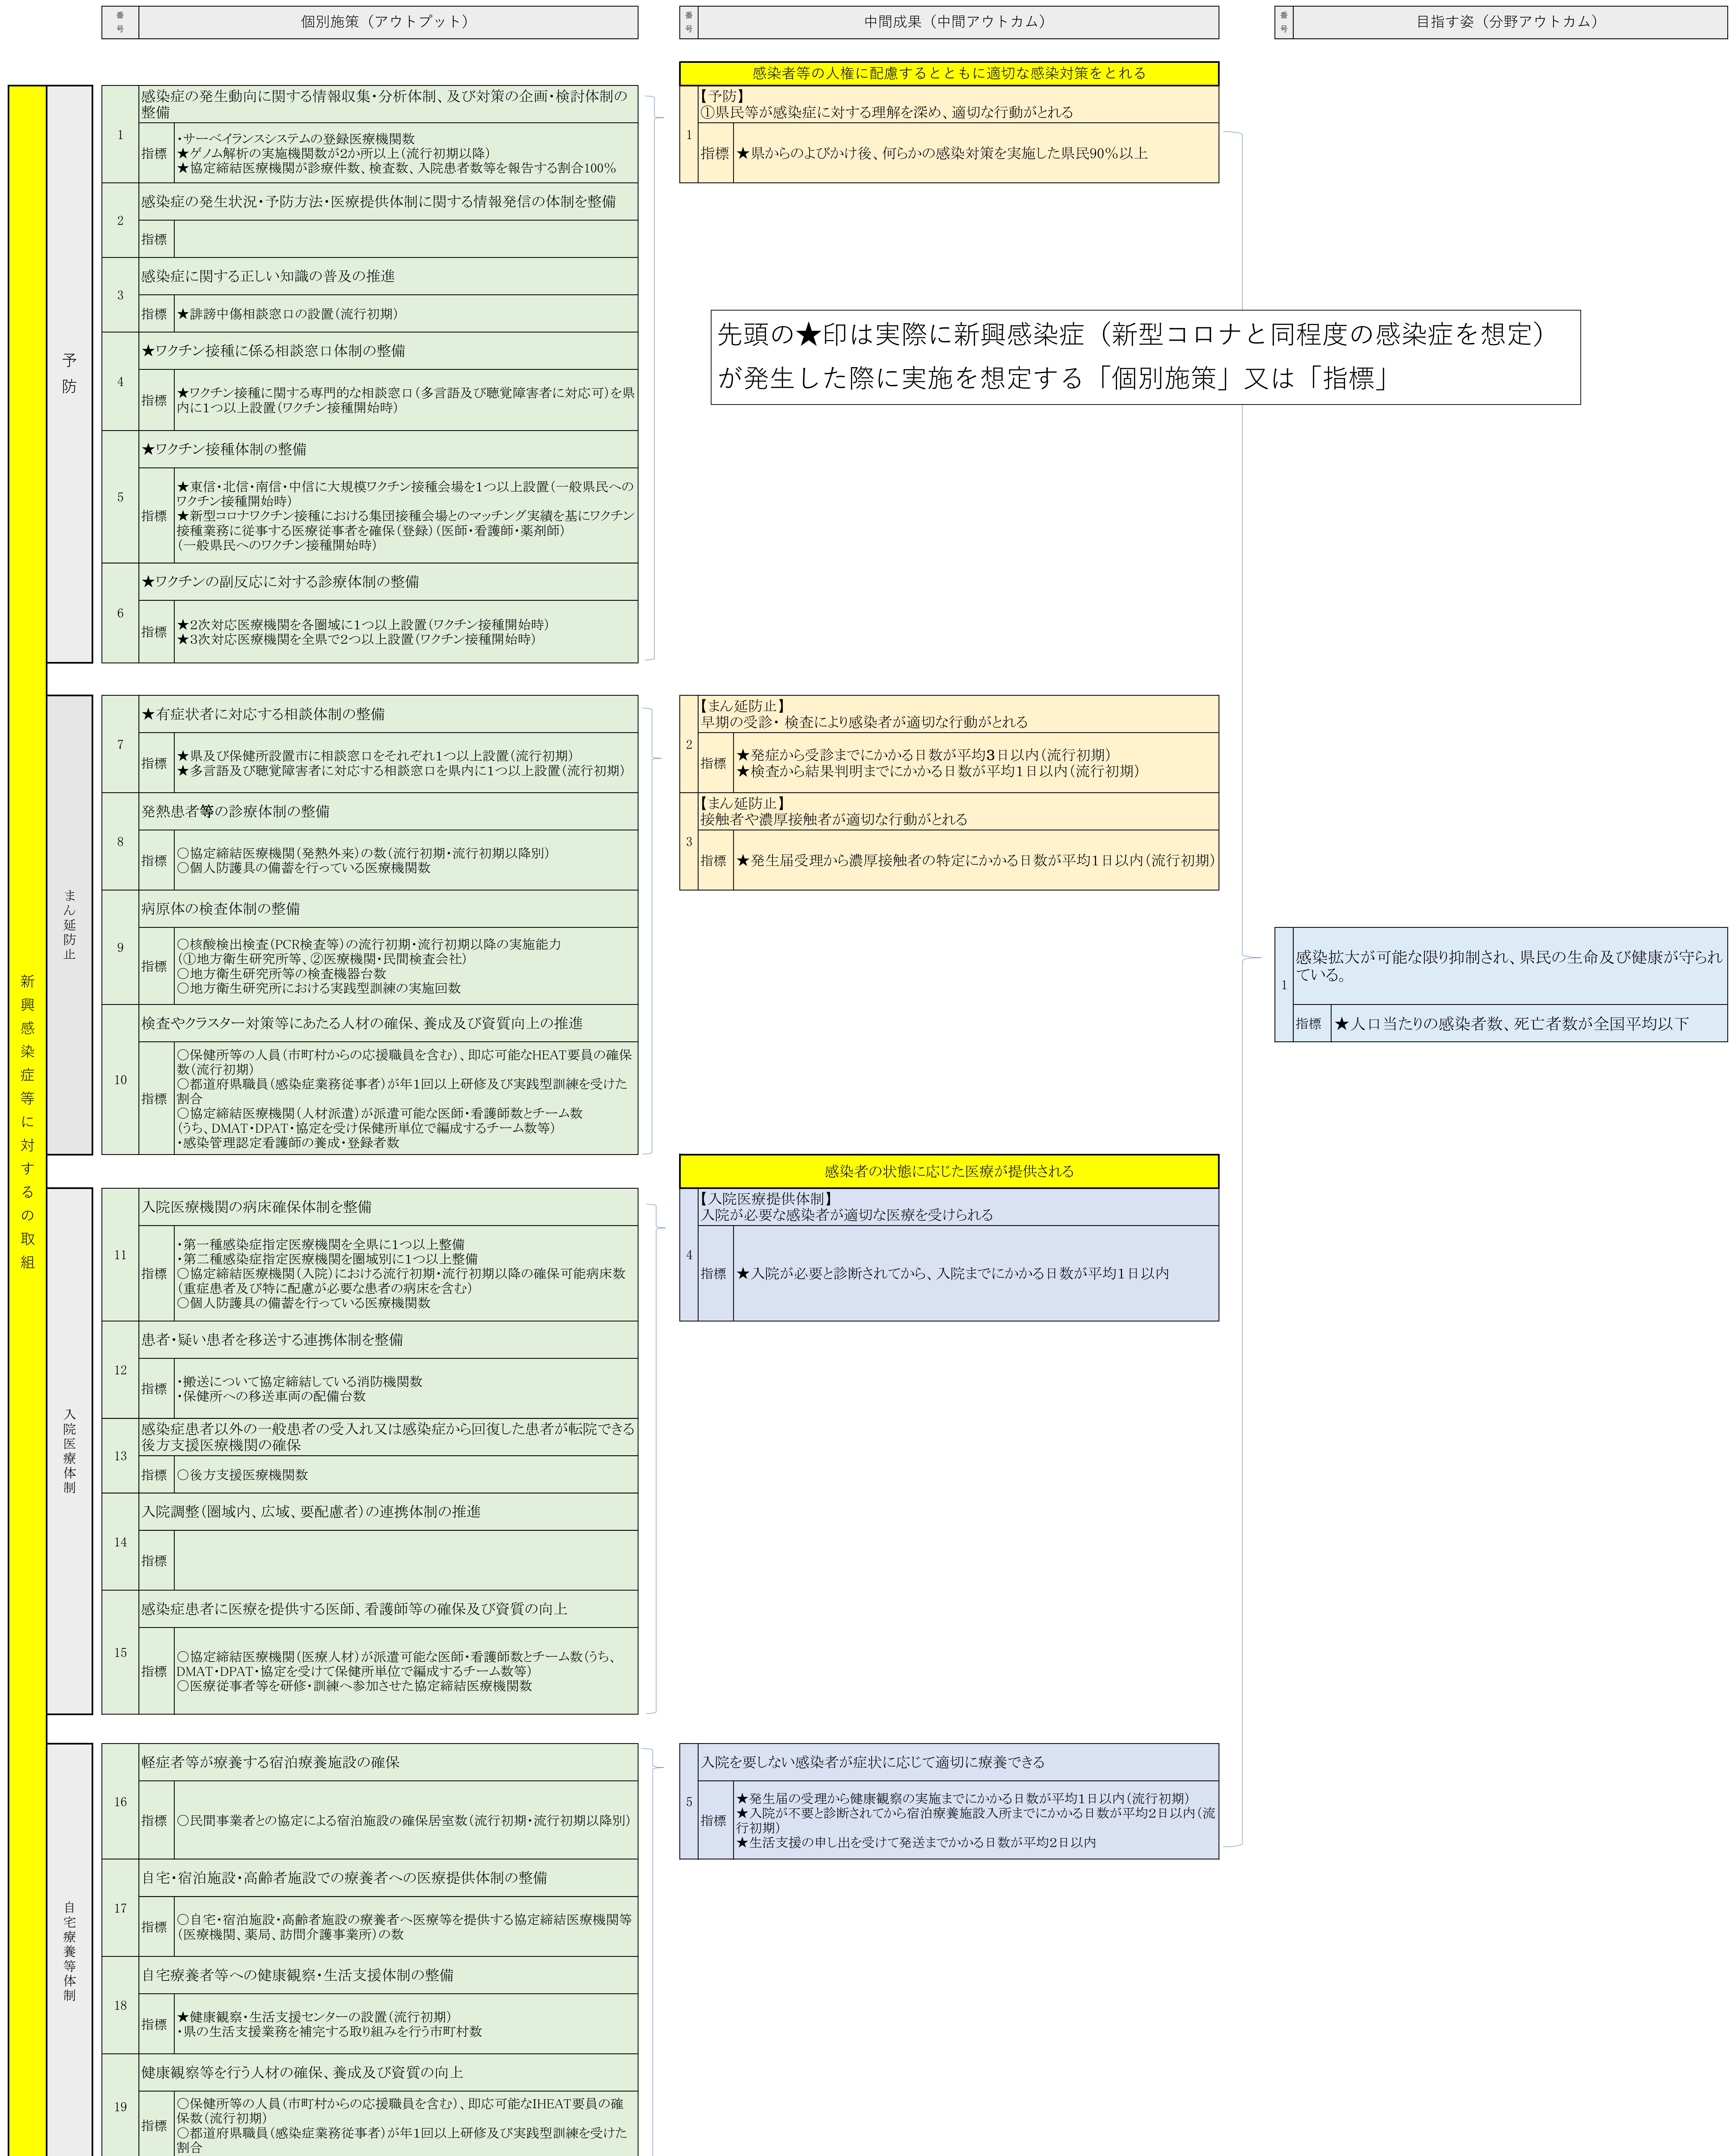 番号
個別施策（アウトプット）
番号
中間成果（中間アウトカム）
番号
目指す姿（分野アウトカム）
新興感染症等に対するの取組
予防
1
感染症の発生動向に関する情報収集・分析体制、及び対策の企画・検討体制の
整備
指標
・サーベイランスシステムの登録医療機関数
★ゲノム解析の実施機関数が2か所以上（流行初期以降）
★協定締結医療機関が診療件数、検査数、入院患者数等を報告する割合100％
2
感染症の発生状況・予防方法・医療提供体制に関する情報発信の体制を整備
指標
3
感染症に関する正しい知識の普及の推進
指標
★誹謗中傷相談窓口の設置（流行初期）
4
★ワクチン接種に係る相談窓口体制の整備
指標
★ワクチン接種に関する専門的な相談窓口（多言語及び聴覚障害者に対応可）を県
内に1つ以上設置（ワクチン接種開始時）
5
★ワクチン接種体制の整備
指標
★東信・北信・南信・中信に大規模ワクチン接種会場を１つ以上設置（一般県民への
ワクチン接種開始時）
★新型コロナワクチン接種における集団接種会場とのマッチング実績を基にワクチン
接種業務に従事する医療従事者を確保（登録）（医師・看護師・薬剤師）
（一般県民へのワクチン接種開始時）
6
★ワクチンの副反応に対する診療体制の整備
指標
★２次対応医療機関を各圏域に１つ以上設置（ワクチン接種開始時）
★３次対応医療機関を全県で２つ以上設置（ワクチン接種開始時）
感染者等の人権に配慮するとともに適切な感染対策をとれる
1
【予防】
①県民等が感染症に対する理解を深め、適切な行動がとれる
指標
★県からのよびかけ後、何らかの感染対策を実施した県民90％以上
先頭の★印は実際に新興感染症（新型コロナと同程度の感染症を想定）
が発生した際に実施を想定する「個別施策」又は「指標」
まん延防止
7
★有症状者に対応する相談体制の整備
指標
★県及び保健所設置市に相談窓口をそれぞれ１つ以上設置（流行初期）
★多言語及び聴覚障害者に対応する相談窓口を県内に１つ以上設置（流行初期）
8
発熱患者等の診療体制の整備
指標
○協定締結医療機関（発熱外来）の数（流行初期・流行初期以降別）
○個人防護具の備蓄を行っている医療機関数
9
病原体の検査体制の整備
指標
○核酸検出検査（PCR検査等）の流行初期・流行初期以降の実施能力
（①地方衛生研究所等、②医療機関・民間検査会社）
○地方衛生研究所等の検査機器台数
○地方衛生研究所における実践型訓練の実施回数
10
検査やクラスター対策等にあたる人材の確保、養成及び資質向上の推進
指標
○保健所等の人員（市町村からの応援職員を含む）、即応可能なIHEAT要員の確保
数（流行初期）
○都道府県職員（感染症業務従事者）が年1回以上研修及び実践型訓練を受けた
割合
○協定締結医療機関（人材派遣）が派遣可能な医師・看護師数とチーム数
（うち、DMAT・DPAT・協定を受け保健所単位で編成するチーム数等）
・感染管理認定看護師の養成・登録者数
2
【まん延防止】
早期の受診・ 検査により感染者が適切な行動がとれる
指標
★発症から受診までにかかる日数が平均3日以内（流行初期）
★検査から結果判明までにかかる日数が平均１日以内（流行初期）
3
【まん延防止】
接触者や濃厚接触者が適切な行動がとれる
指標
★発生届受理から濃厚接触者の特定にかかる日数が平均１日以内（流行初期）
1
感染拡大が可能な限り抑制され、県民の生命及び健康が守られ
ている。
指標
★人口当たりの感染者数、死亡者数が全国平均以下
入院医療体制
11
入院医療機関の病床確保体制を整備
指標
・第一種感染症指定医療機関を全県に１つ以上整備
・第二種感染症指定医療機関を圏域別に１つ以上整備
○協定締結医療機関（入院）における流行初期・流行初期以降の確保可能病床数
（重症患者及び特に配慮が必要な患者の病床を含む）
○個人防護具の備蓄を行っている医療機関数
12
患者・疑い患者を移送する連携体制を整備
指標
・搬送について協定締結している消防機関数
・保健所への移送車両の配備台数
13
感染症患者以外の一般患者の受入れ又は感染症から回復した患者が転院できる
後方支援医療機関の確保
指標
○後方支援医療機関数
14
入院調整（圏域内、広域、要配慮者）の連携体制の推進
指標
15
感染症患者に医療を提供する医師、看護師等の確保及び資質の向上
指標
○協定締結医療機関（医療人材）が派遣可能な医師・看護師数とチーム数（うち、
DMAT・DPAT・協定を受けて保健所単位で編成するチーム数等）
○医療従事者等を研修・訓練へ参加させた協定締結医療機関数
感染者の状態に応じた医療が提供される
4
【入院医療提供体制】
入院が必要な感染者が適切な医療を受けられる
指標
★入院が必要と診断されてから、入院までにかかる日数が平均１日以内
自宅療養等体制
16
軽症者等が療養する宿泊療養施設の確保
指標
○民間事業者との協定による宿泊施設の確保居室数（流行初期・流行初期以降別）
17
自宅・宿泊施設・高齢者施設での療養者への医療提供体制の整備
指標
○自宅・宿泊施設・高齢者施設の療養者へ医療等を提供する協定締結医療機関等
（医療機関、薬局、訪問介護事業所）の数
18
自宅療養者等への健康観察・生活支援体制の整備
指標
★健康観察・生活支援センターの設置（流行初期）
・県の生活支援業務を補完する取り組みを行う市町村数
19
健康観察等を行う人材の確保、養成及び資質の向上
指標
○保健所等の人員（市町村からの応援職員を含む）、即応可能なIHEAT要員の確
保数（流行初期）
○都道府県職員（感染症業務従事者）が年1回以上研修及び実践型訓練を受けた
割合
5
入院を要しない感染者が症状に応じて適切に療養できる
指標
★発生届の受理から健康観察の実施までにかかる日数が平均１日以内（流行初期）
★入院が不要と診断されてから宿泊療養施設入所までにかかる日数が平均２日以内（流
行初期）
★生活支援の申し出を受けて発送までかかる日数が平均２日以内